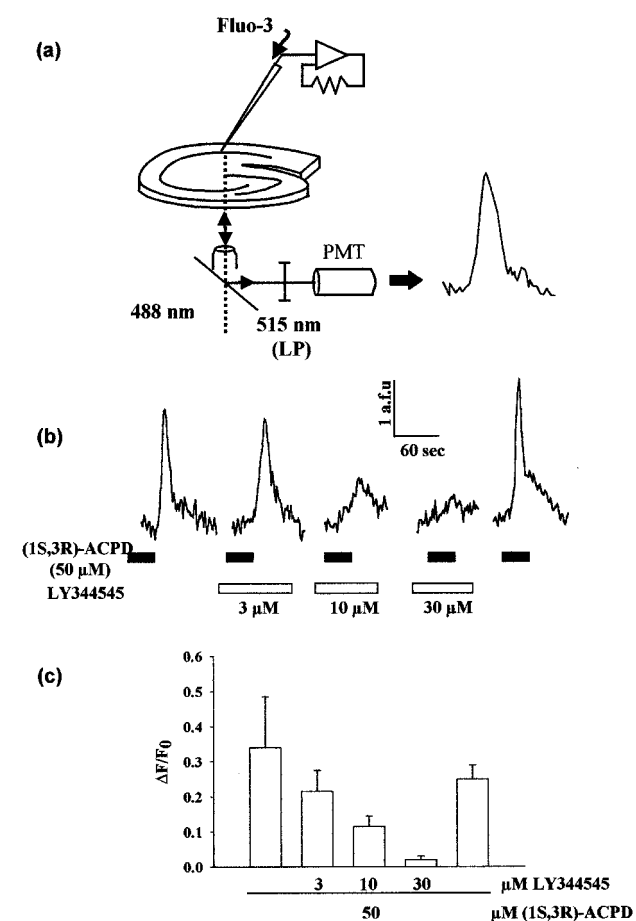 (a)
Fluo-3
PMT
488 nm
515 nm
(LP)
(b)
1 a.f.u
60 sec
(1S,3R)-ACPD
(50 µM)
LY344545
3 µM
10 µM
30 µM
(c)
ΔF/F0
0.6
0.5
0.4
0.3
0.2
0.1
0.0
3 10 30 µM LY344545
50 µM (1S,3R)-ACPD